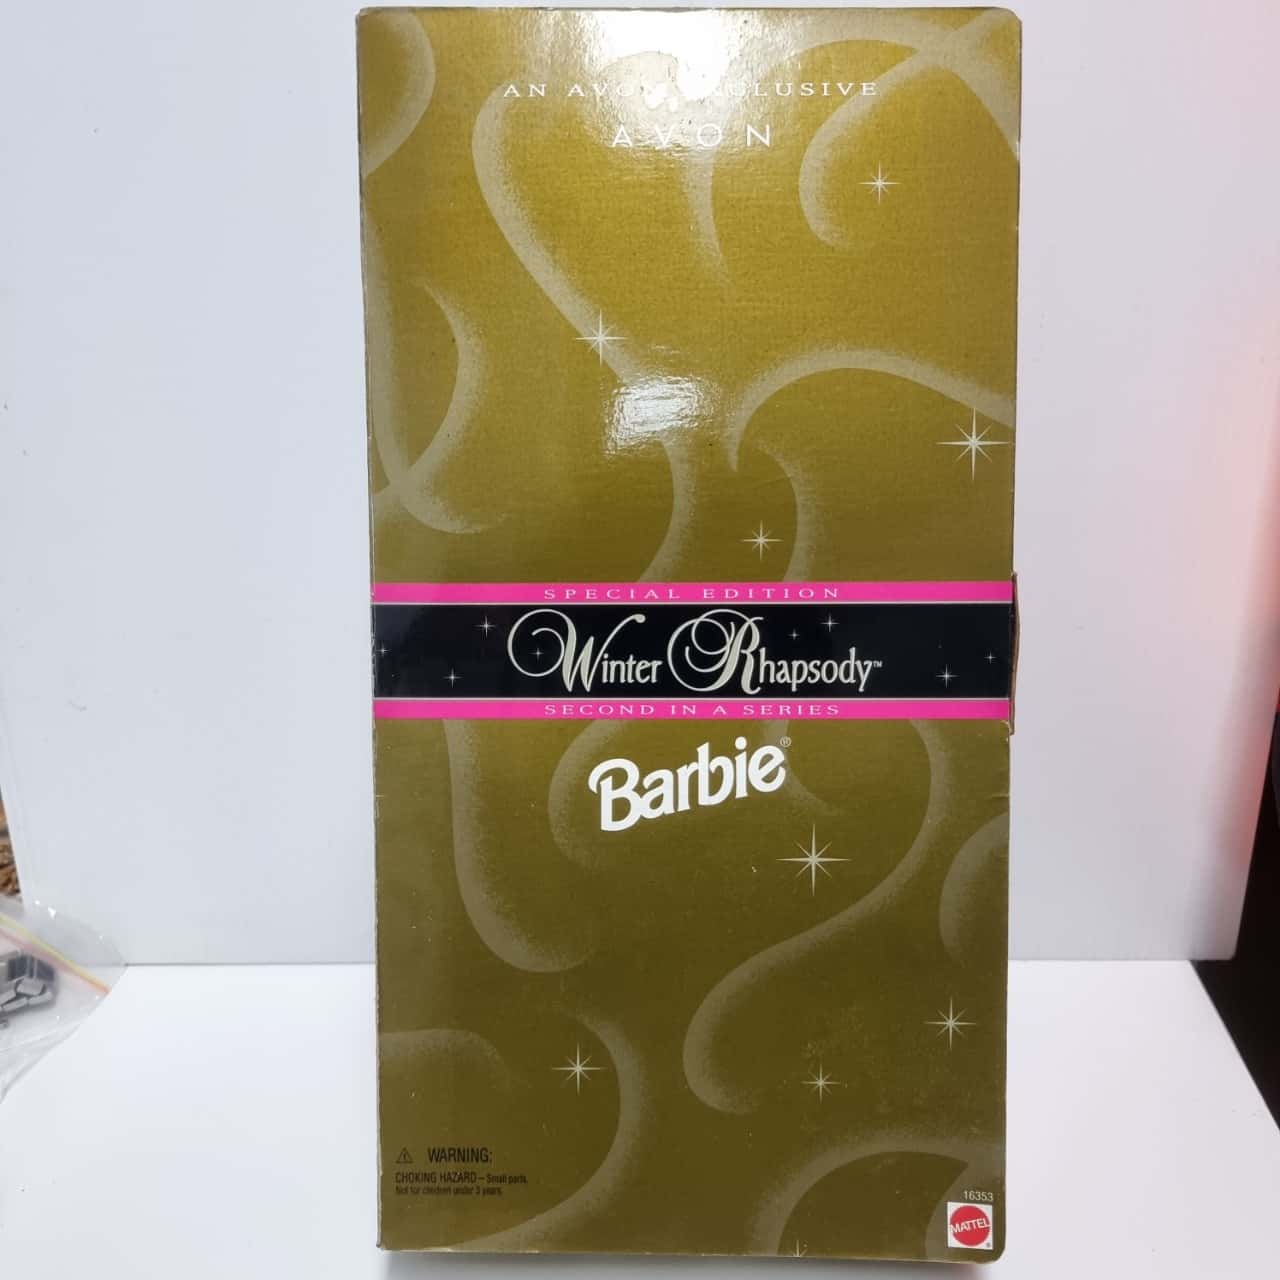 AN AVON EXCLUSIVE
AVON
SPECIAL EDITION
Winter Rhapsody™
SECOND IN A SERIES
Barbie®
⚠ WARNING:
CHOKING HAZARD – Small parts.
Not for children under 3 years.
16353
MATTEL
®